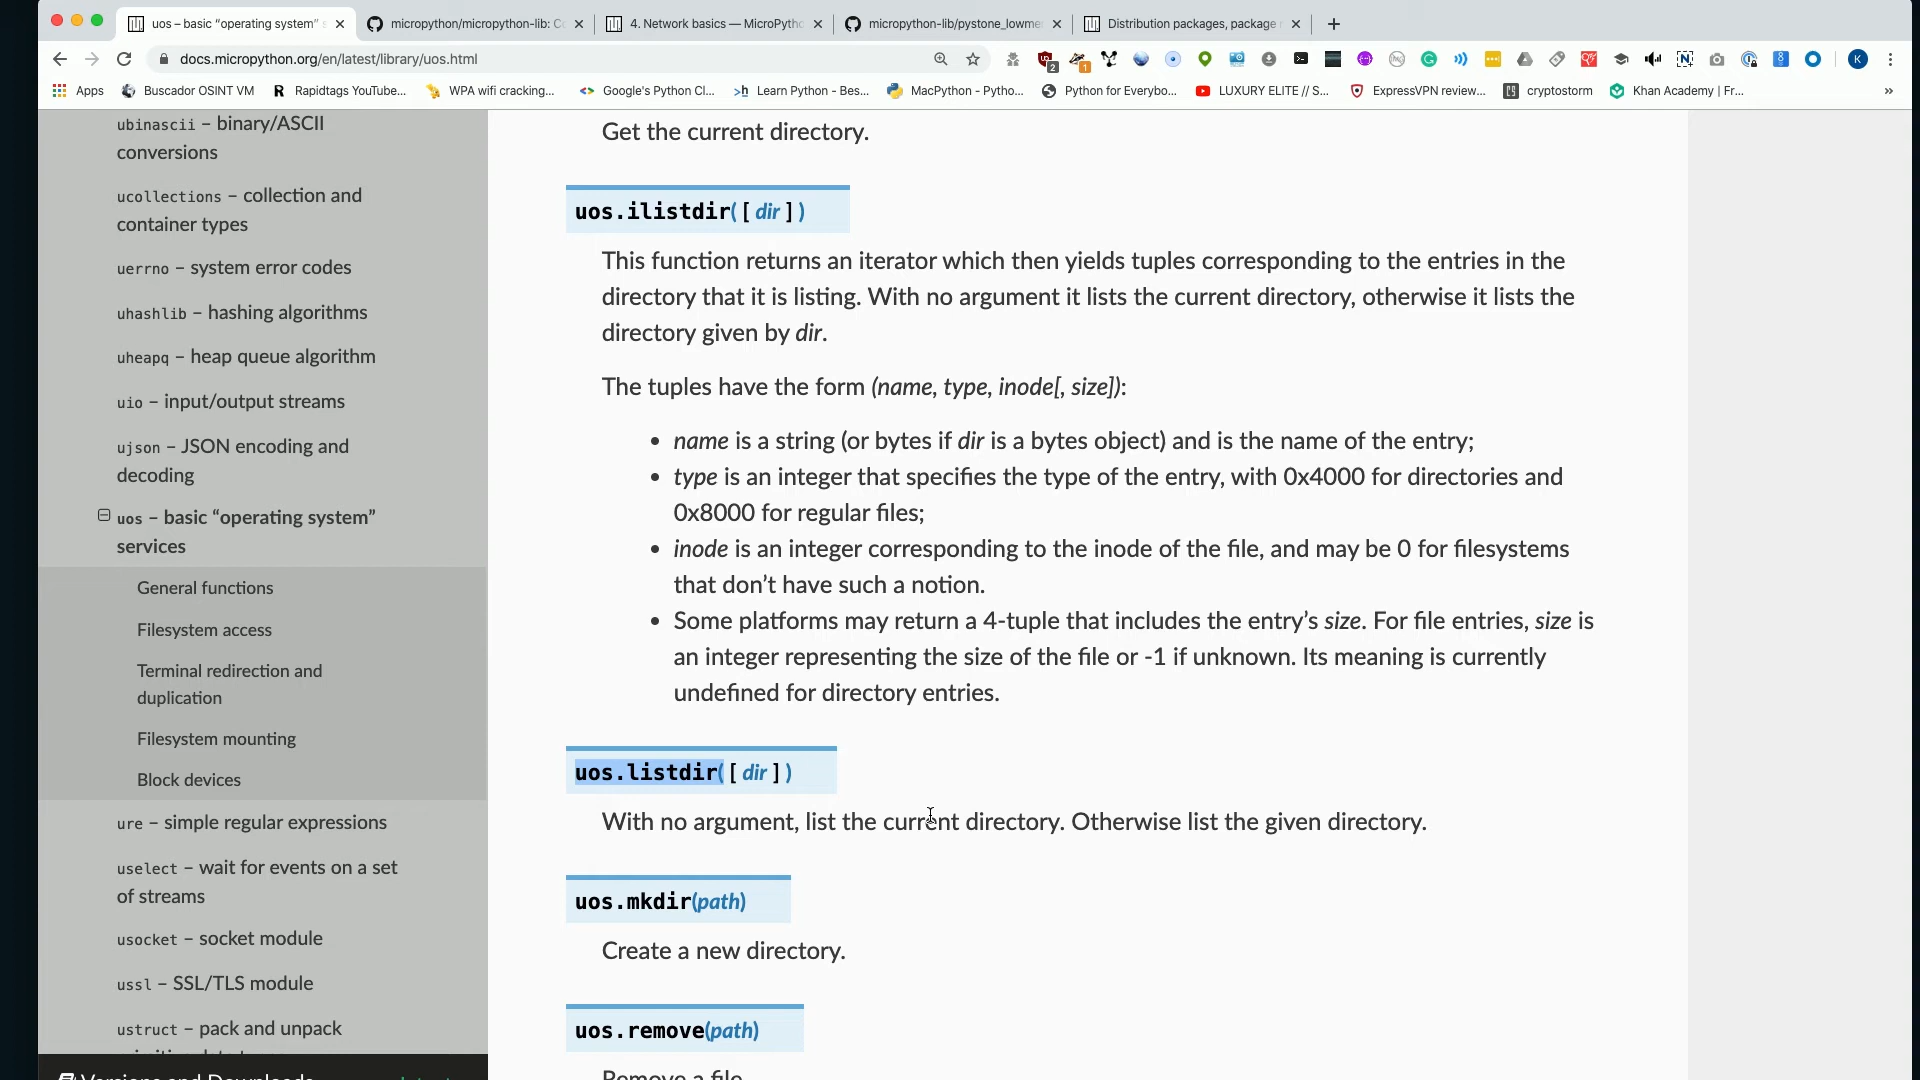 uos – basic “operating system” s
micropython/micropython-lib: Co
4. Network basics — MicroPytho
micropython-lib/pystone_lowmem
Distribution packages, package r
docs.micropython.org/en/latest/library/uos.html
2
1
K
Apps
Buscador OSINT VM
Rapidtags YouTube...
WPA wifi cracking...
Google's Python Cl...
Learn Python - Bes...
MacPython - Pytho...
Python for Everybo...
LUXURY ELITE // S...
ExpressVPN review...
cryptostorm
Khan Academy | Fr...
»
ubinascii – binary/ASCII
conversions
ucollections – collection and
container types
uerrno – system error codes
uhashlib – hashing algorithms
uheapq – heap queue algorithm
uio – input/output streams
ujson – JSON encoding and
decoding
uos – basic “operating system”
services
General functions
Filesystem access
Terminal redirection and
duplication
Filesystem mounting
Block devices
ure – simple regular expressions
uselect – wait for events on a set
of streams
usocket – socket module
ussl – SSL/TLS module
ustruct – pack and unpack
Versions and Downloads
Get the current directory.
uos.ilistdir([dir])
This function returns an iterator which then yields tuples corresponding to the entries in the
directory that it is listing. With no argument it lists the current directory, otherwise it lists the
directory given by dir.
The tuples have the form (name, type, inode[, size]):
• name is a string (or bytes if dir is a bytes object) and is the name of the entry;
• type is an integer that specifies the type of the entry, with 0x4000 for directories and
0x8000 for regular files;
• inode is an integer corresponding to the inode of the file, and may be 0 for filesystems
that don’t have such a notion.
• Some platforms may return a 4-tuple that includes the entry’s size. For file entries, size is
an integer representing the size of the file or -1 if unknown. Its meaning is currently
undefined for directory entries.
uos.listdir([dir])
With no argument, list the current directory. Otherwise list the given directory.
uos.mkdir(path)
Create a new directory.
uos.remove(path)
Remove a file.